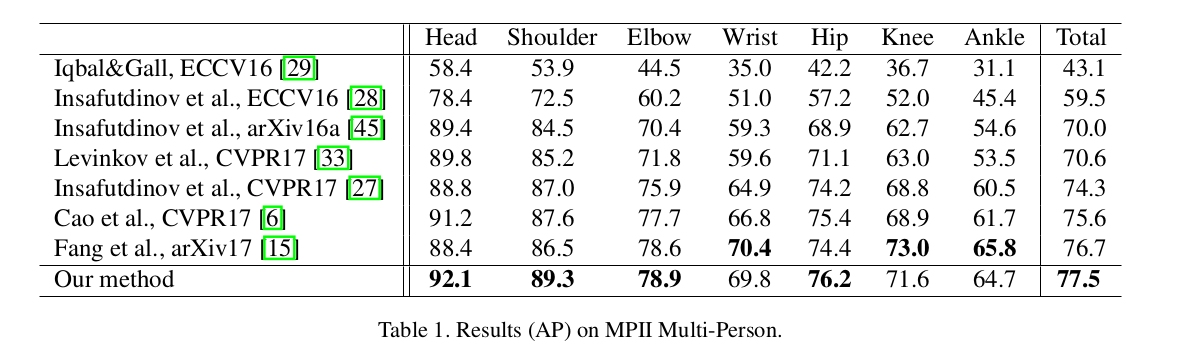 Head Shoulder Elbow Wrist Hip Knee Ankle Total
Iqbal&Gall, ECCV16 [29] 58.4 53.9 44.5 35.0 42.2 36.7 31.1 43.1
Insafutdinov et al., ECCV16 [28] 78.4 72.5 60.2 51.0 57.2 52.0 45.4 59.5
Insafutdinov et al., arXiv16a [45] 89.4 84.5 70.4 59.3 68.9 62.7 54.6 70.0
Levinkov et al., CVPR17 [33] 89.8 85.2 71.8 59.6 71.1 63.0 53.5 70.6
Insafutdinov et al., CVPR17 [27] 88.8 87.0 75.9 64.9 74.2 68.8 60.5 74.3
Cao et al., CVPR17 [6] 91.2 87.6 77.7 66.8 75.4 68.9 61.7 75.6
Fang et al., arXiv17 [15] 88.4 86.5 78.6 70.4 74.4 73.0 65.8 76.7
Our method 92.1 89.3 78.9 69.8 76.2 71.6 64.7 77.5
Table 1. Results (AP) on MPII Multi-Person.